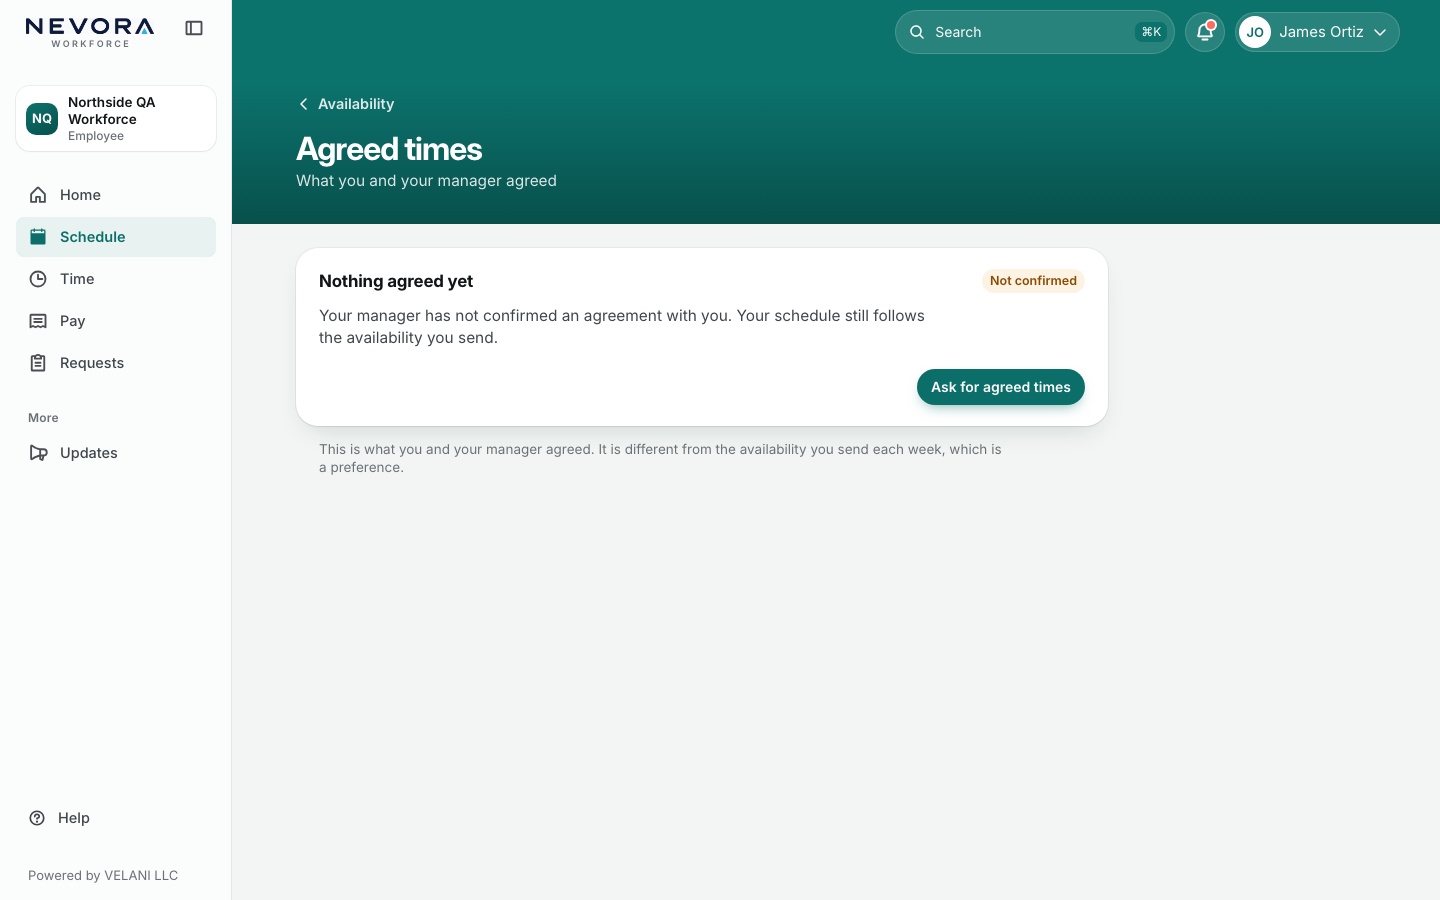 NEVORA
WORKFORCE
Search
⌘K
JO
James Ortiz
NQ
Northside QA
Workforce
Employee
Home
Schedule
Time
Pay
Requests
More
Updates
Help
Powered by VELANI LLC
Availability
Agreed times
What you and your manager agreed
Nothing agreed yet
Not confirmed
Your manager has not confirmed an agreement with you. Your schedule still follows
the availability you send.
Ask for agreed times
This is what you and your manager agreed. It is different from the availability you send each week, which is
a preference.